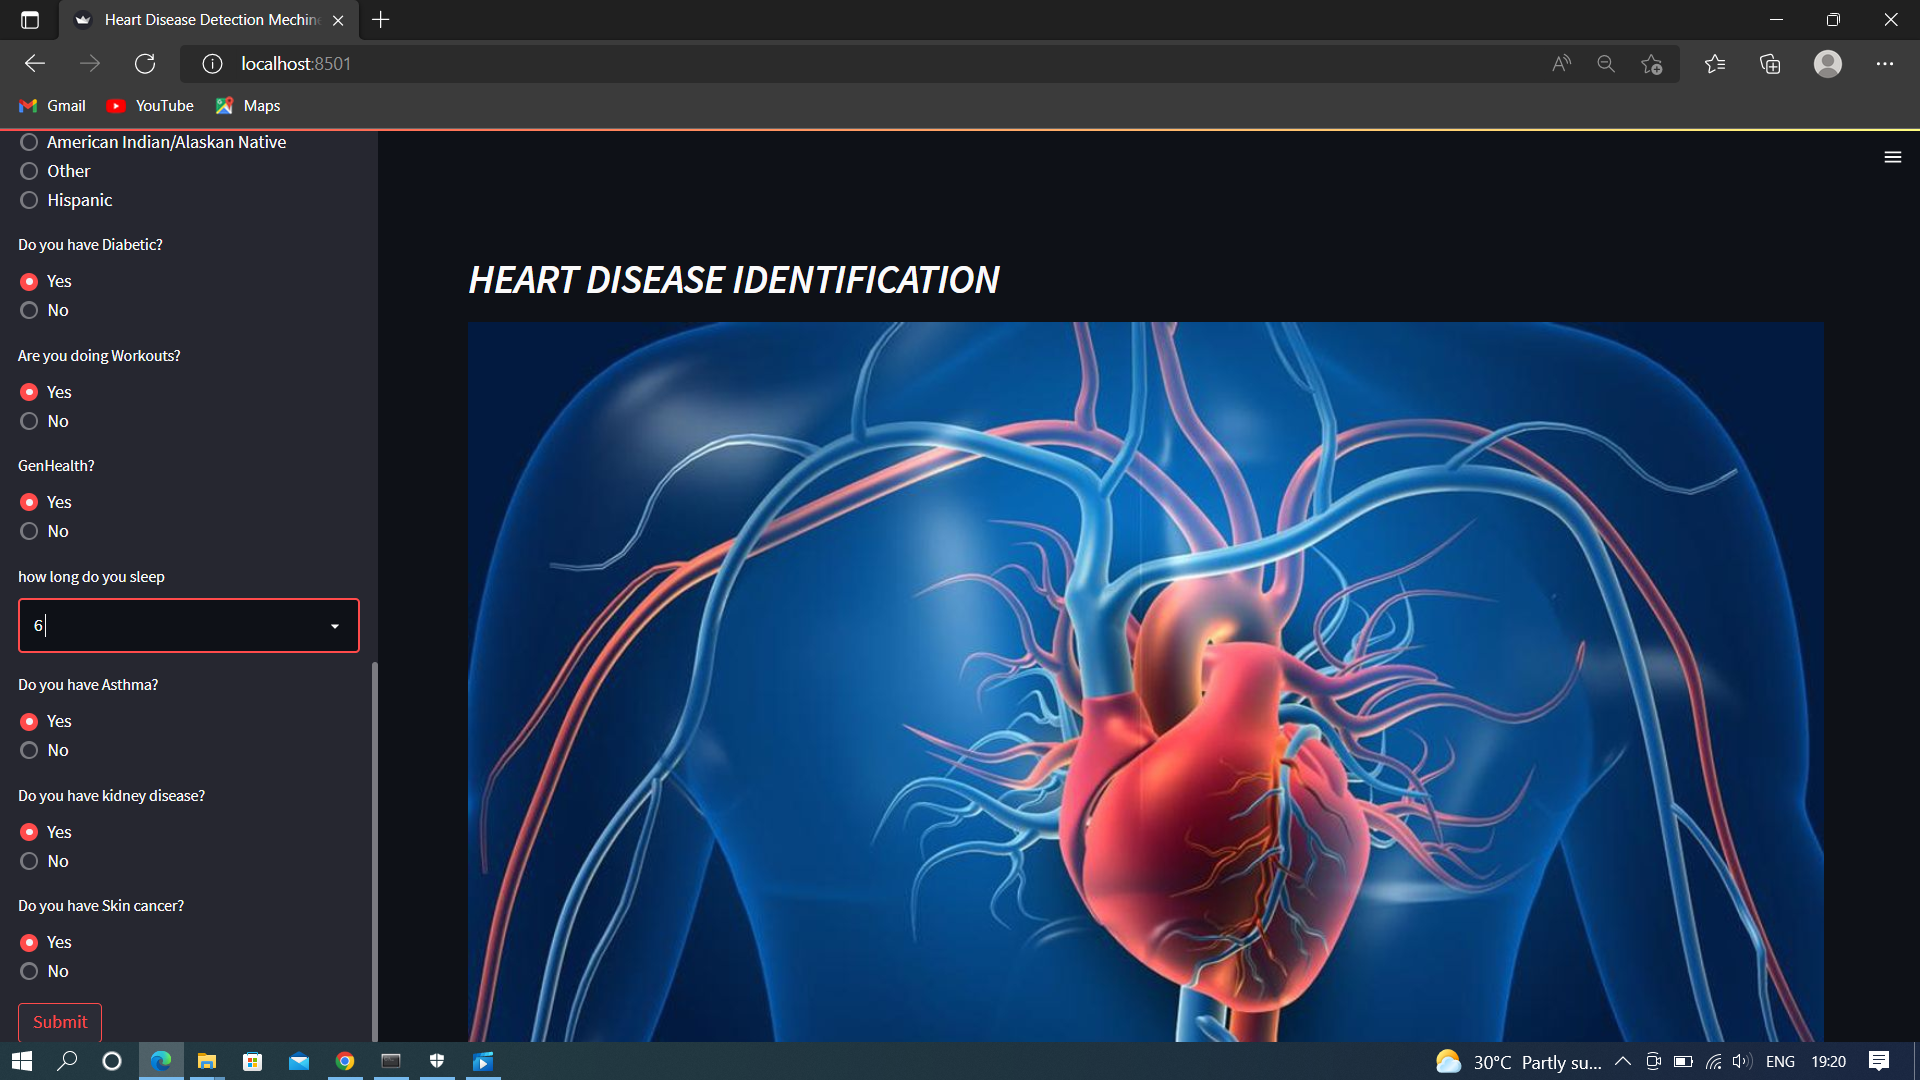 Heart Disease Detection Mechin
localhost:8501
Gmail YouTube Maps
American Indian/Alaskan Native
Other
Hispanic
Do you have Diabetic?
Yes
No
Are you doing Workouts?
Yes
No
GenHealth?
Yes
No
how long do you sleep
6
Do you have Asthma?
Yes
No
Do you have kidney disease?
Yes
No
Do you have Skin cancer?
Yes
No
Submit
HEART DISEASE IDENTIFICATION
30°C Partly su... ENG 19:20